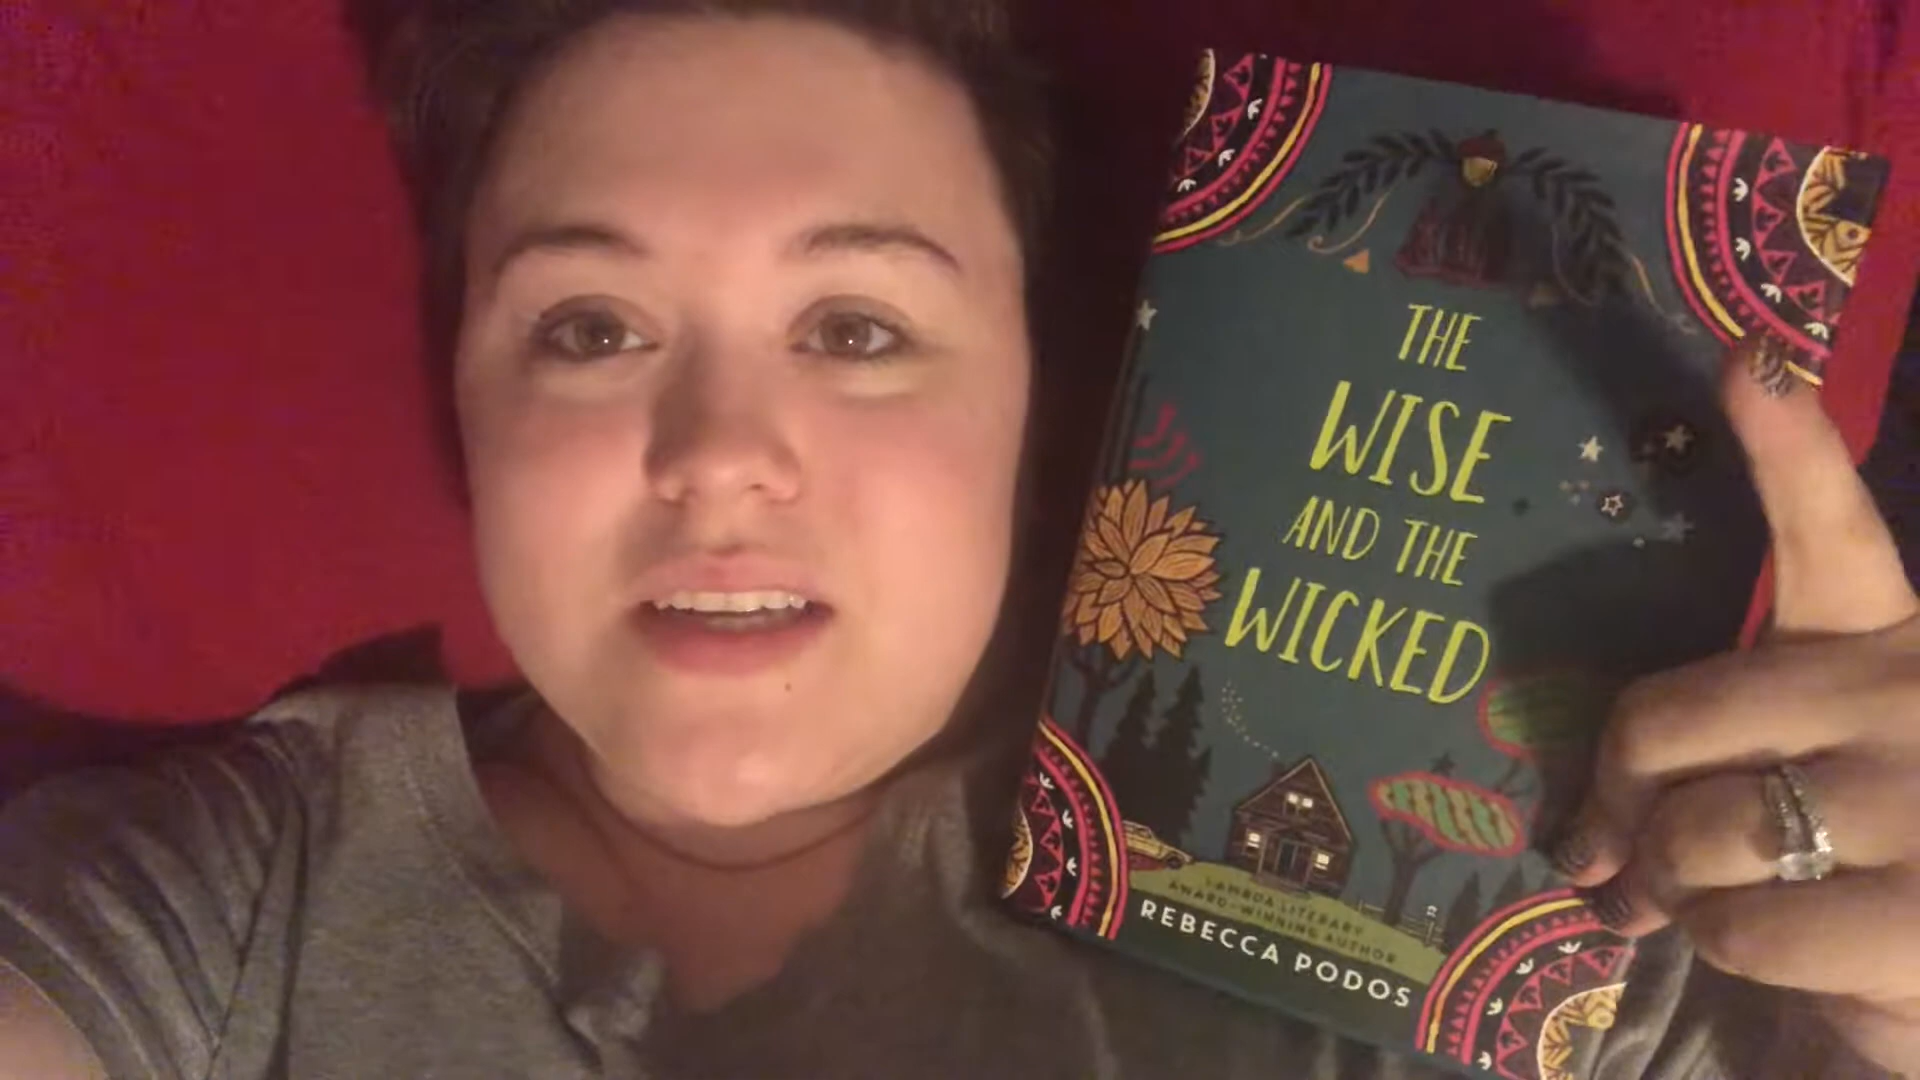 THE
WISE
AND THE
WICKED
LAMBDA LITERARY
AWARD-WINNING AUTHOR
REBECCA PODOS